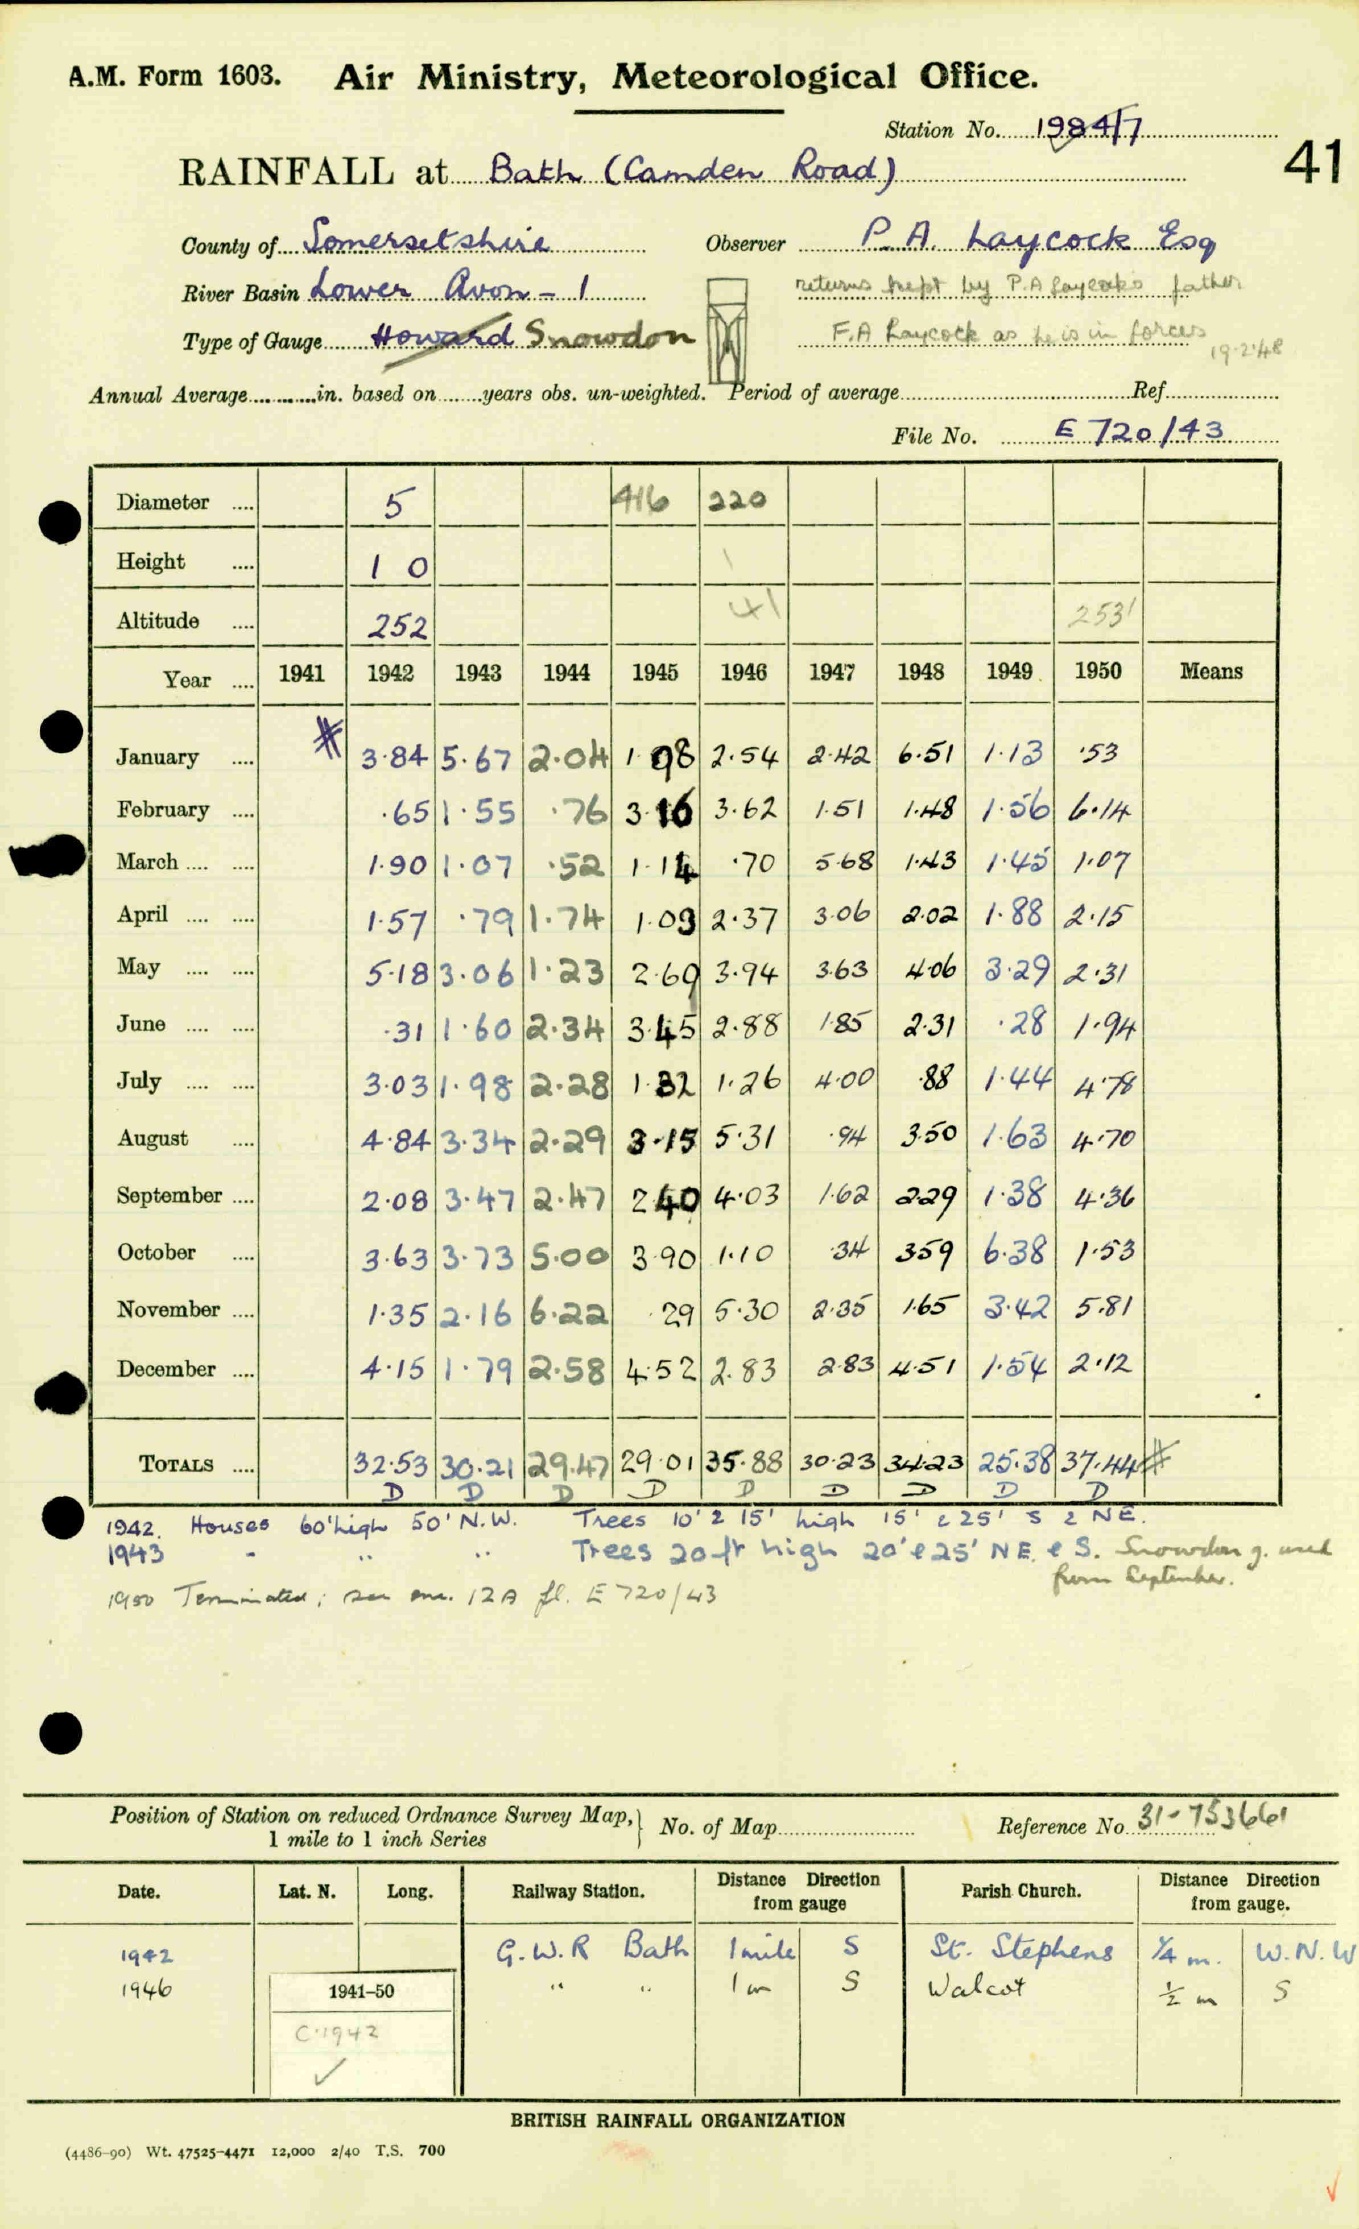 A.M. Form 1603. Air Ministry, Meteorological Office.
Station No. 1984/7
41
RAINFALL at Bath (Camden Road)
County of Somersetshire Observer P. A. Laycock Esq
River Basin Lower Avon - 1 returns kept by P.A Laycocks father
Type of Gauge Howard Snowdon F.A Laycock as he is in forces 19.2.48
Annual Average in. based on years obs. un-weighted. Period of average Ref.
File No. E 720/43
Diameter 5 416 220
Height 1 0 1
Altitude 252 41 253'
Year 1941 1942 1943 1944 1945 1946 1947 1948 1949 1950 Means
January # 3.84 5.67 2.04 1.98 2.54 2.42 6.51 1.13 .53
February .65 1.55 .76 3.16 3.62 1.51 1.48 1.56 6.14
March 1.90 1.07 .52 1.14 .70 5.68 1.43 1.45 1.07
April 1.57 .79 1.74 1.09 2.37 3.06 2.02 1.88 2.15
May 5.18 3.06 1.23 2.69 3.94 3.63 4.06 3.29 2.31
June .31 1.60 2.34 3.45 2.88 1.85 2.31 .28 1.94
July 3.03 1.98 2.28 1.32 1.26 4.00 .88 1.44 4.78
August 4.84 3.34 2.29 3.15 5.31 .94 3.50 1.63 4.70
September 2.08 3.47 2.47 2.40 4.03 1.62 2.29 1.38 4.36
October 3.63 3.73 5.00 3.90 1.10 .34 3.59 6.38 1.53
November 1.35 2.16 6.22 .29 5.30 2.35 1.65 3.42 5.81
December 4.15 1.79 2.58 4.52 2.83 2.83 4.51 1.54 2.12
TOTALS 32.53 30.21 29.47 29.01 35.88 30.23 34.23 25.38 37.44 #
D D D D D D D D D
1942. Houses 60' high 50' N.W. Trees 10' & 15' high 15' & 25' S & NE.
1943 - " " Trees 20 ft high 20' & 25' NE & S. Snowdon g. used
from September.
1950 Terminated; see enc. 12A fl. E 720/43
Position of Station on reduced Ordnance Survey Map, 1 mile to 1 inch Series No. of Map Reference No 31-753661
Date. Lat. N. Long. Railway Station. Distance Direction from gauge Parish Church. Distance Direction from gauge.
1942 G.W.R Bath 1 mile S St. Stephens 1/4 m. W.N.W
1946 " " 1 m S Walcot 1/2 m S
1941-50
C.1942
✓
BRITISH RAINFALL ORGANIZATION
(4486-90) Wt. 47525-4471 12,000 2/40 T.S. 700